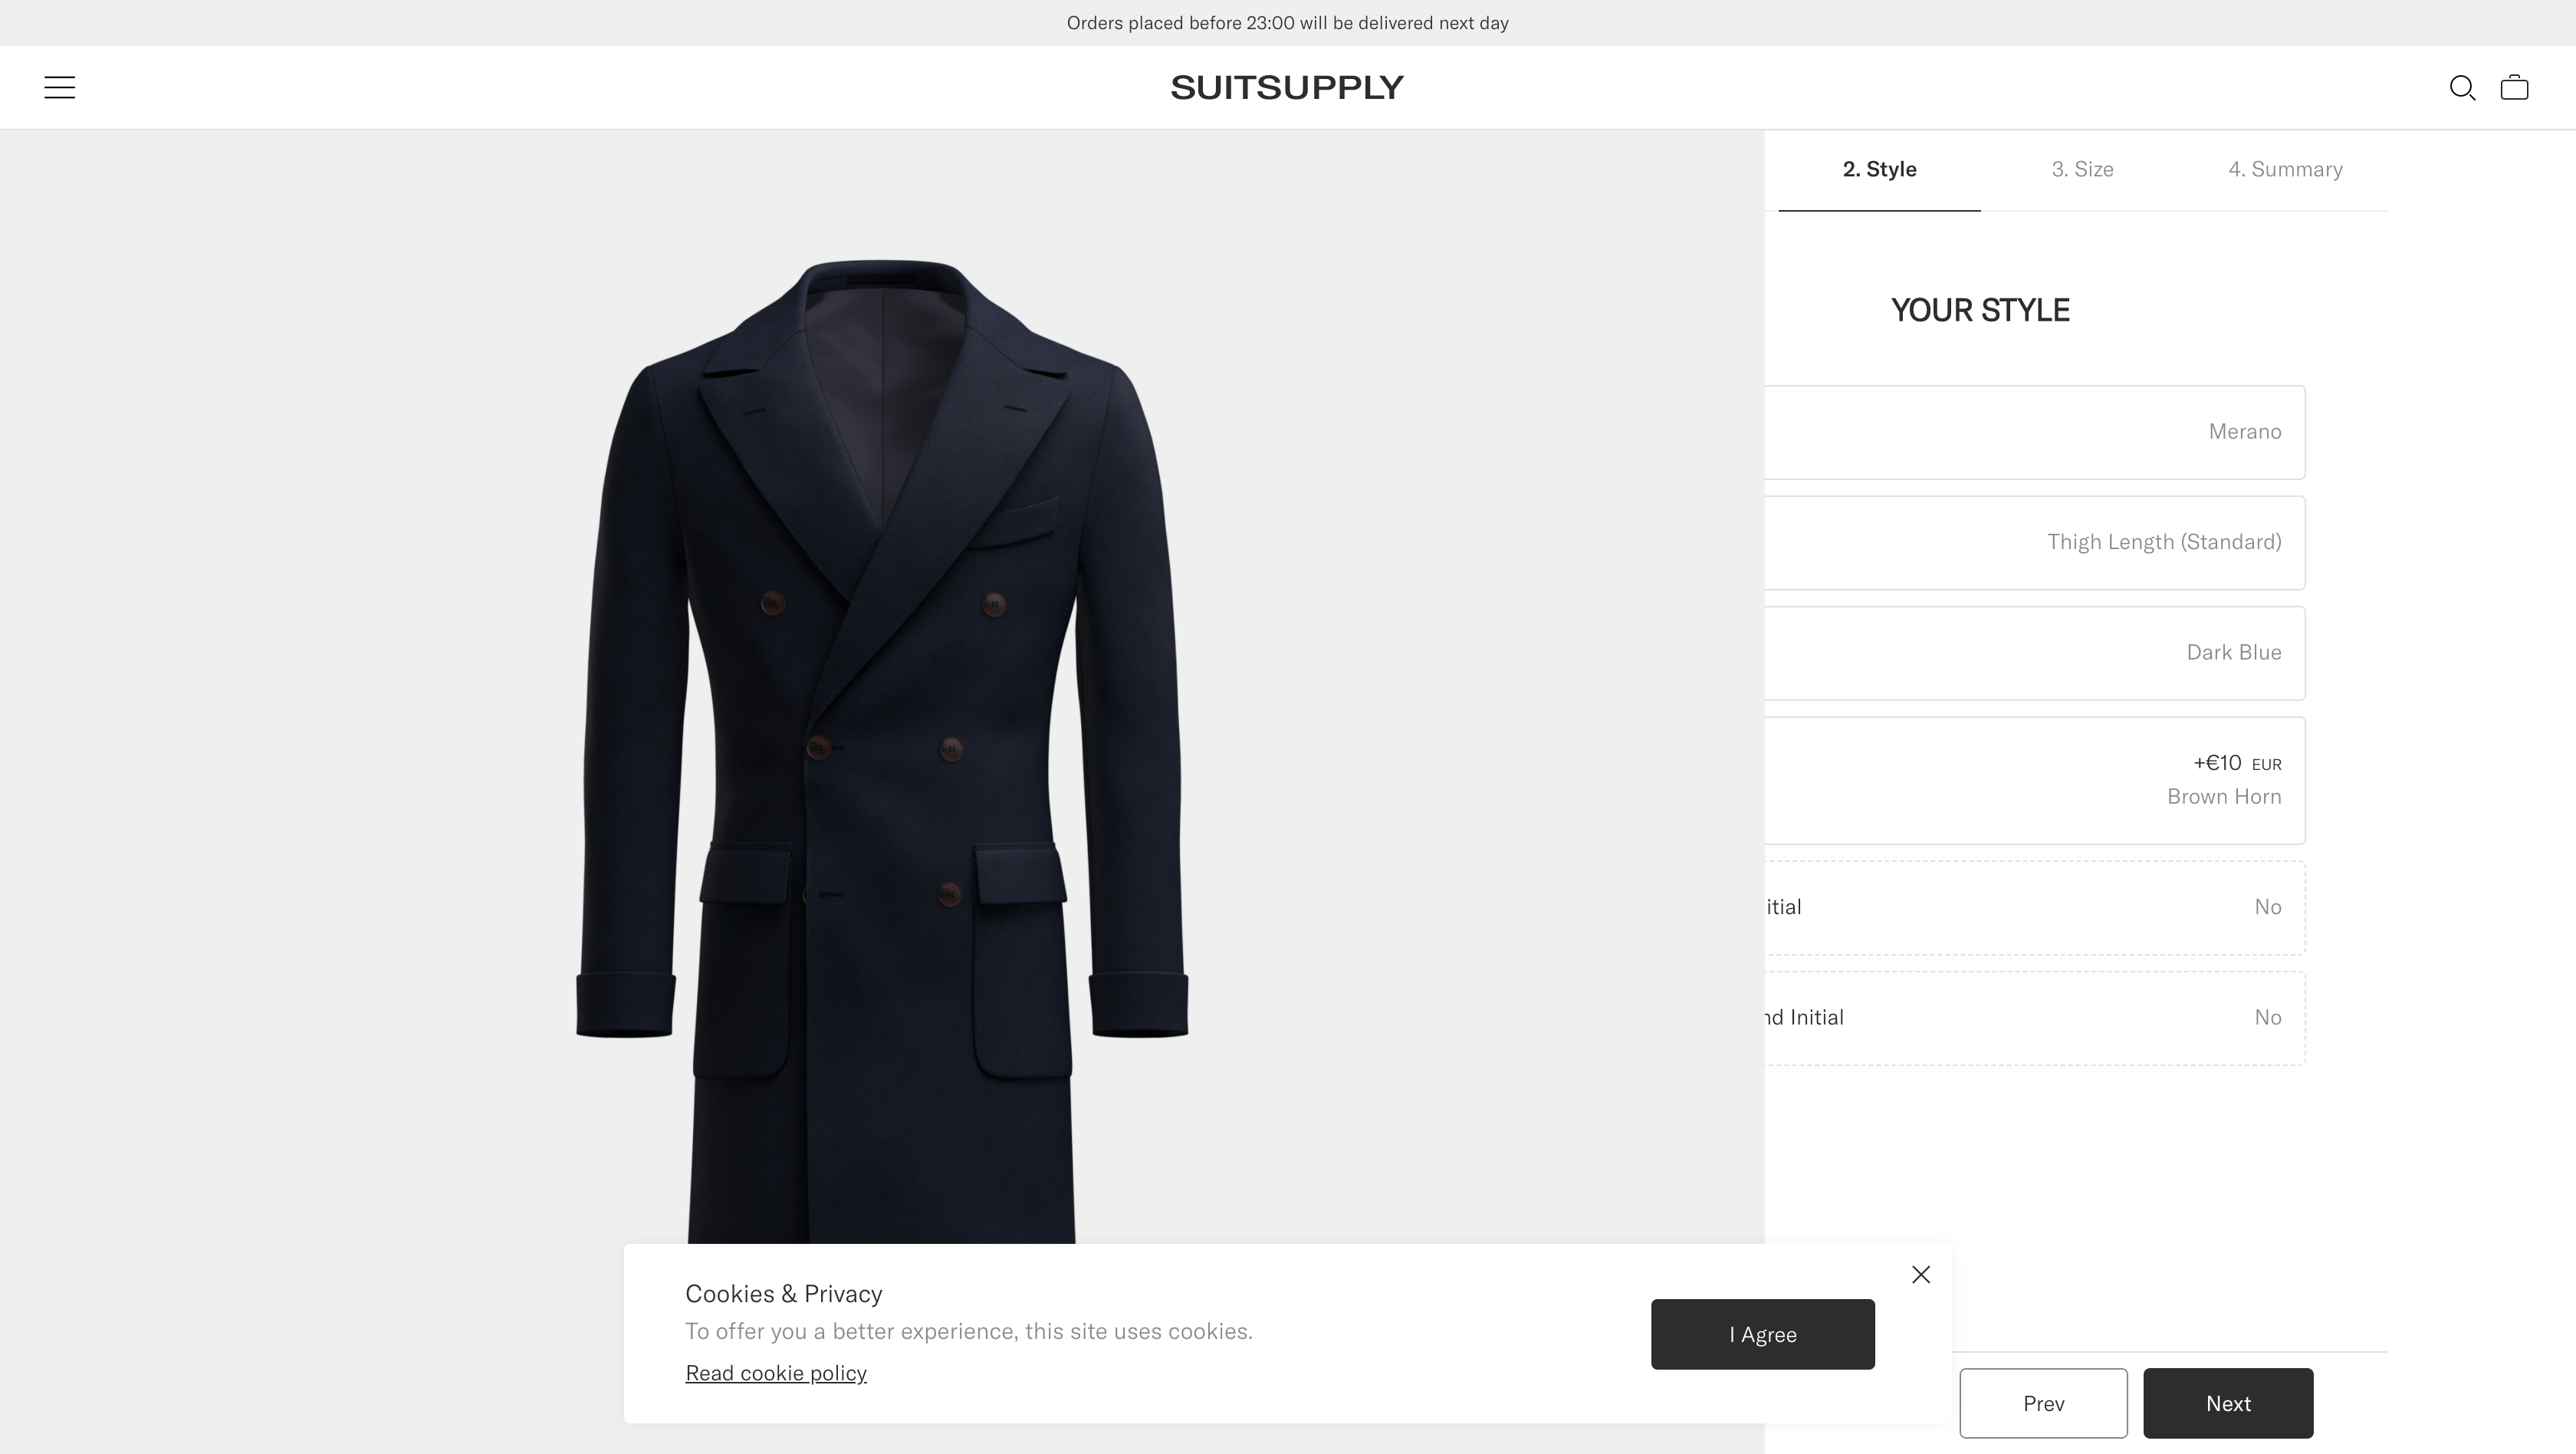 Orders placed before 23:00 will be delivered next day
SUITSUPPLY
2. Style
3. Size
4. Summary
YOUR STYLE
Merano
Thigh Length (Standard)
Dark Blue
+€10 EUR
Brown Horn
itial
No
nd Initial
No
Cookies & Privacy
To offer you a better experience, this site uses cookies.
Read cookie policy
I Agree
Prev
Next